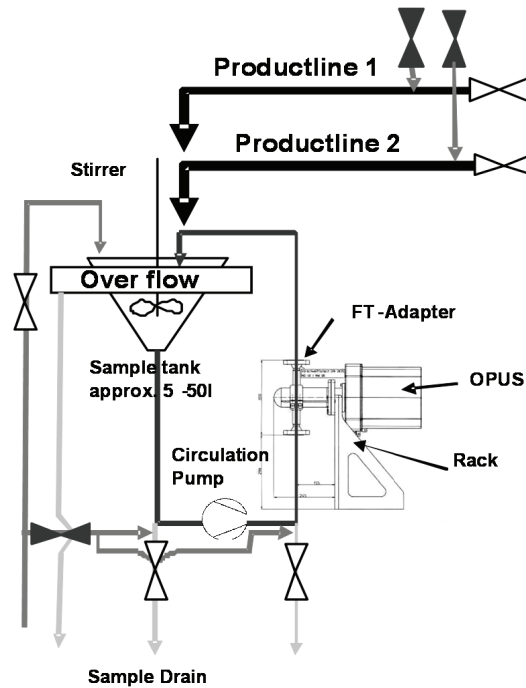 Productline 1
Productline 2
Stirrer
Over flow
FT-Adapter
Sample tank
approx. 5 -50l
OPUS
Circulation
Pump
Rack
Sample Drain